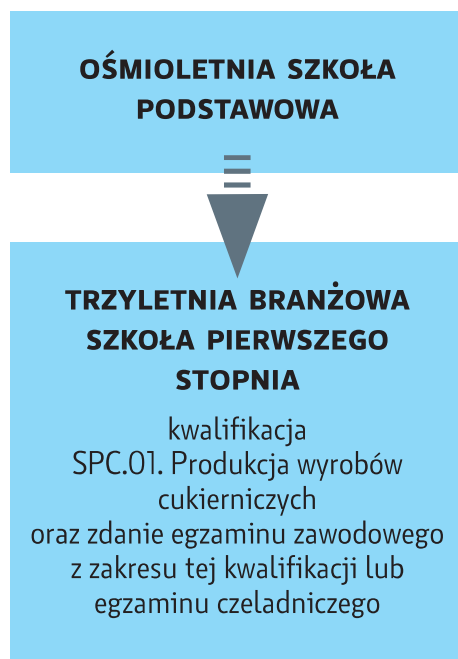 OŚMIOLETNIA SZKOŁA
PODSTAWOWA
TRZYLETNIA BRANŻOWA
SZKOŁA PIERWSZEGO
STOPNIA
kwalifikacja
SPC.01. Produkcja wyrobów
cukierniczych
oraz zdanie egzaminu zawodowego
z zakresu tej kwalifikacji lub
egzaminu czeladniczego